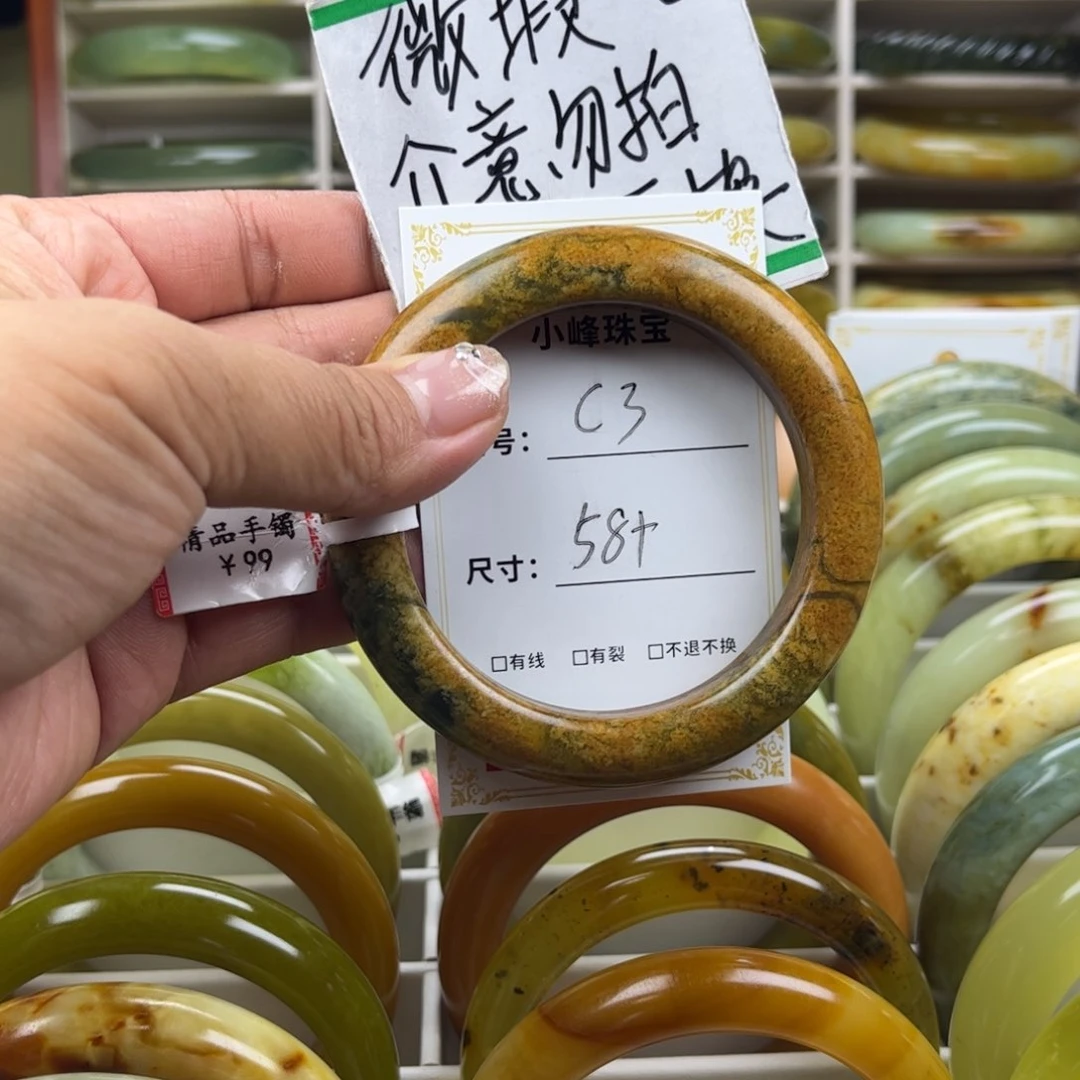 微瑕
介意勿拍
小峰珠宝
号：C3
尺寸：58+
□有线 □有裂 □不退不换
精品手镯
￥99